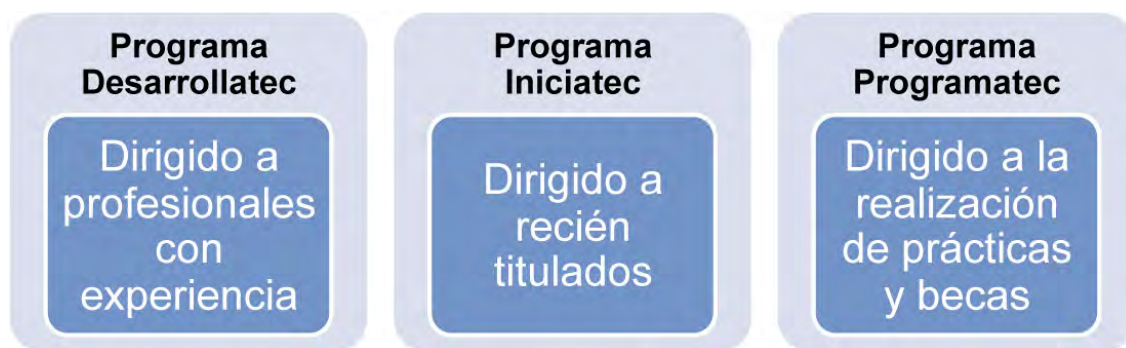 Programa
Desarrollatec
Dirigido a
profesionales
con
experiencia
Programa
Iniciatec
Dirigido a
recién
titulados
Programa
Programatec
Dirigido a la
realización
de prácticas
y becas